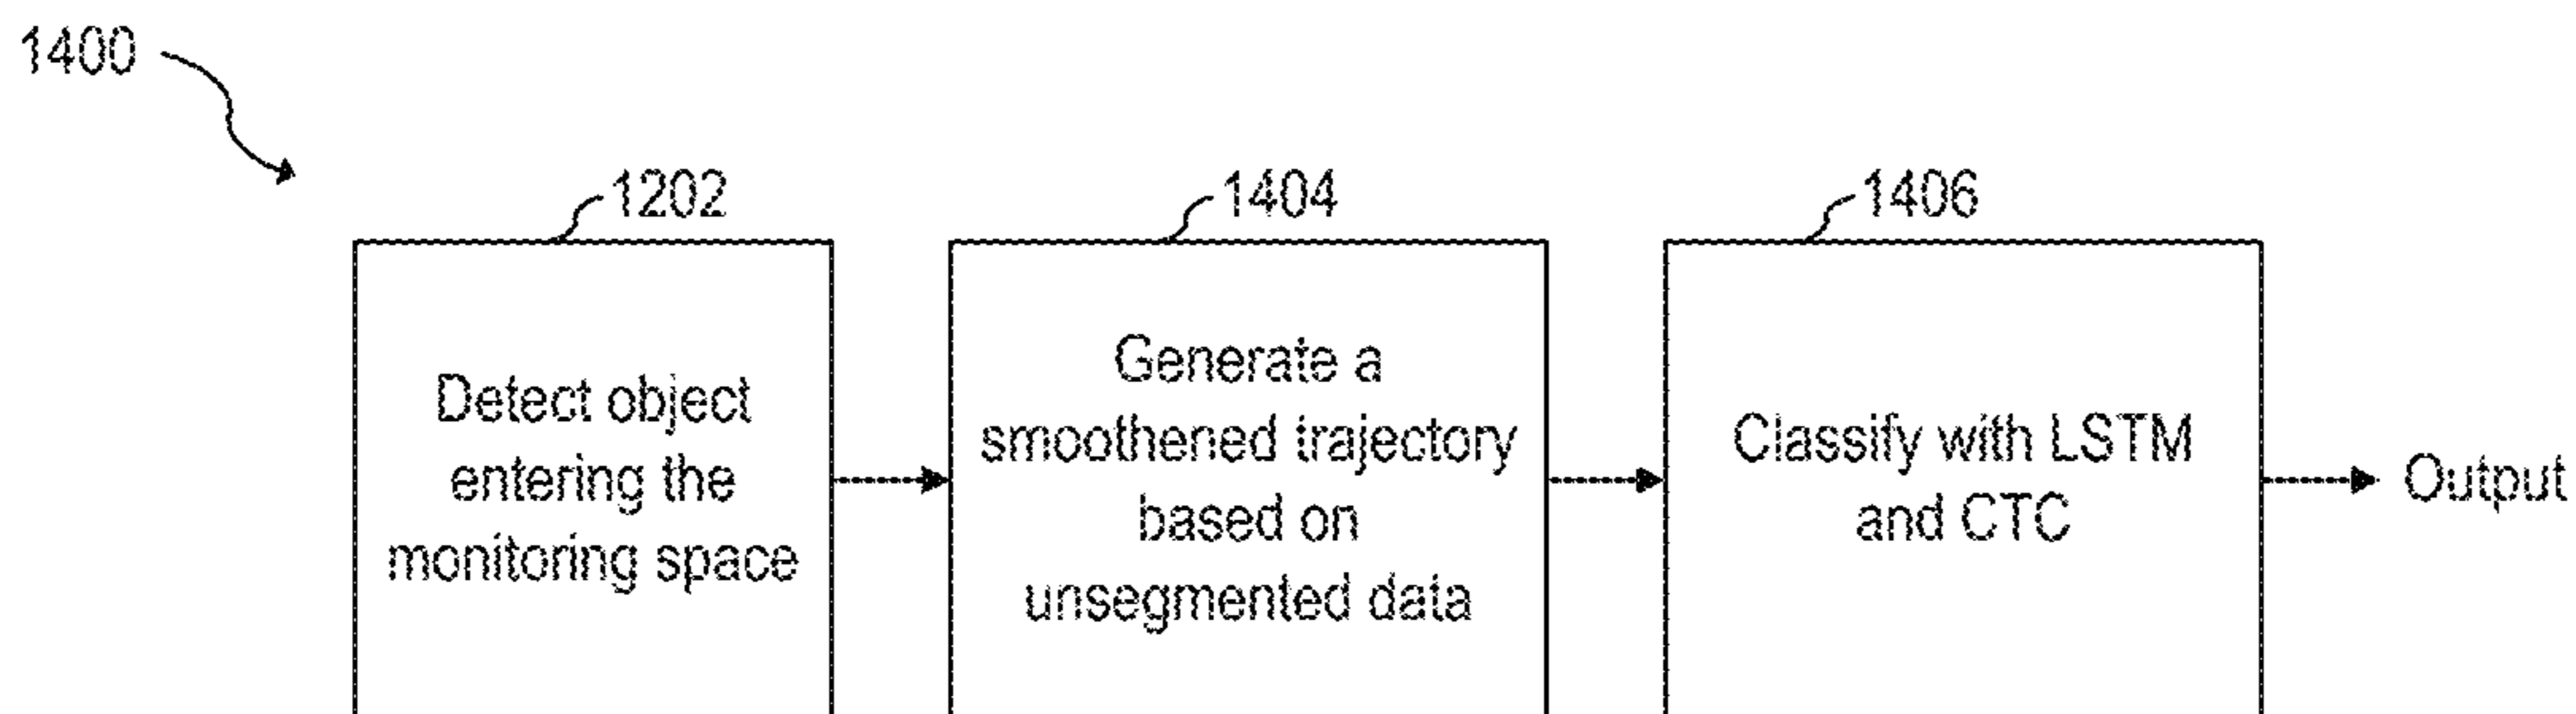 1400
1202
1404
1406
Detect object
entering the
monitoring space
Generate a
smoothened trajectory
based on
unsegmented data
Classify with LSTM
and CTC
Output